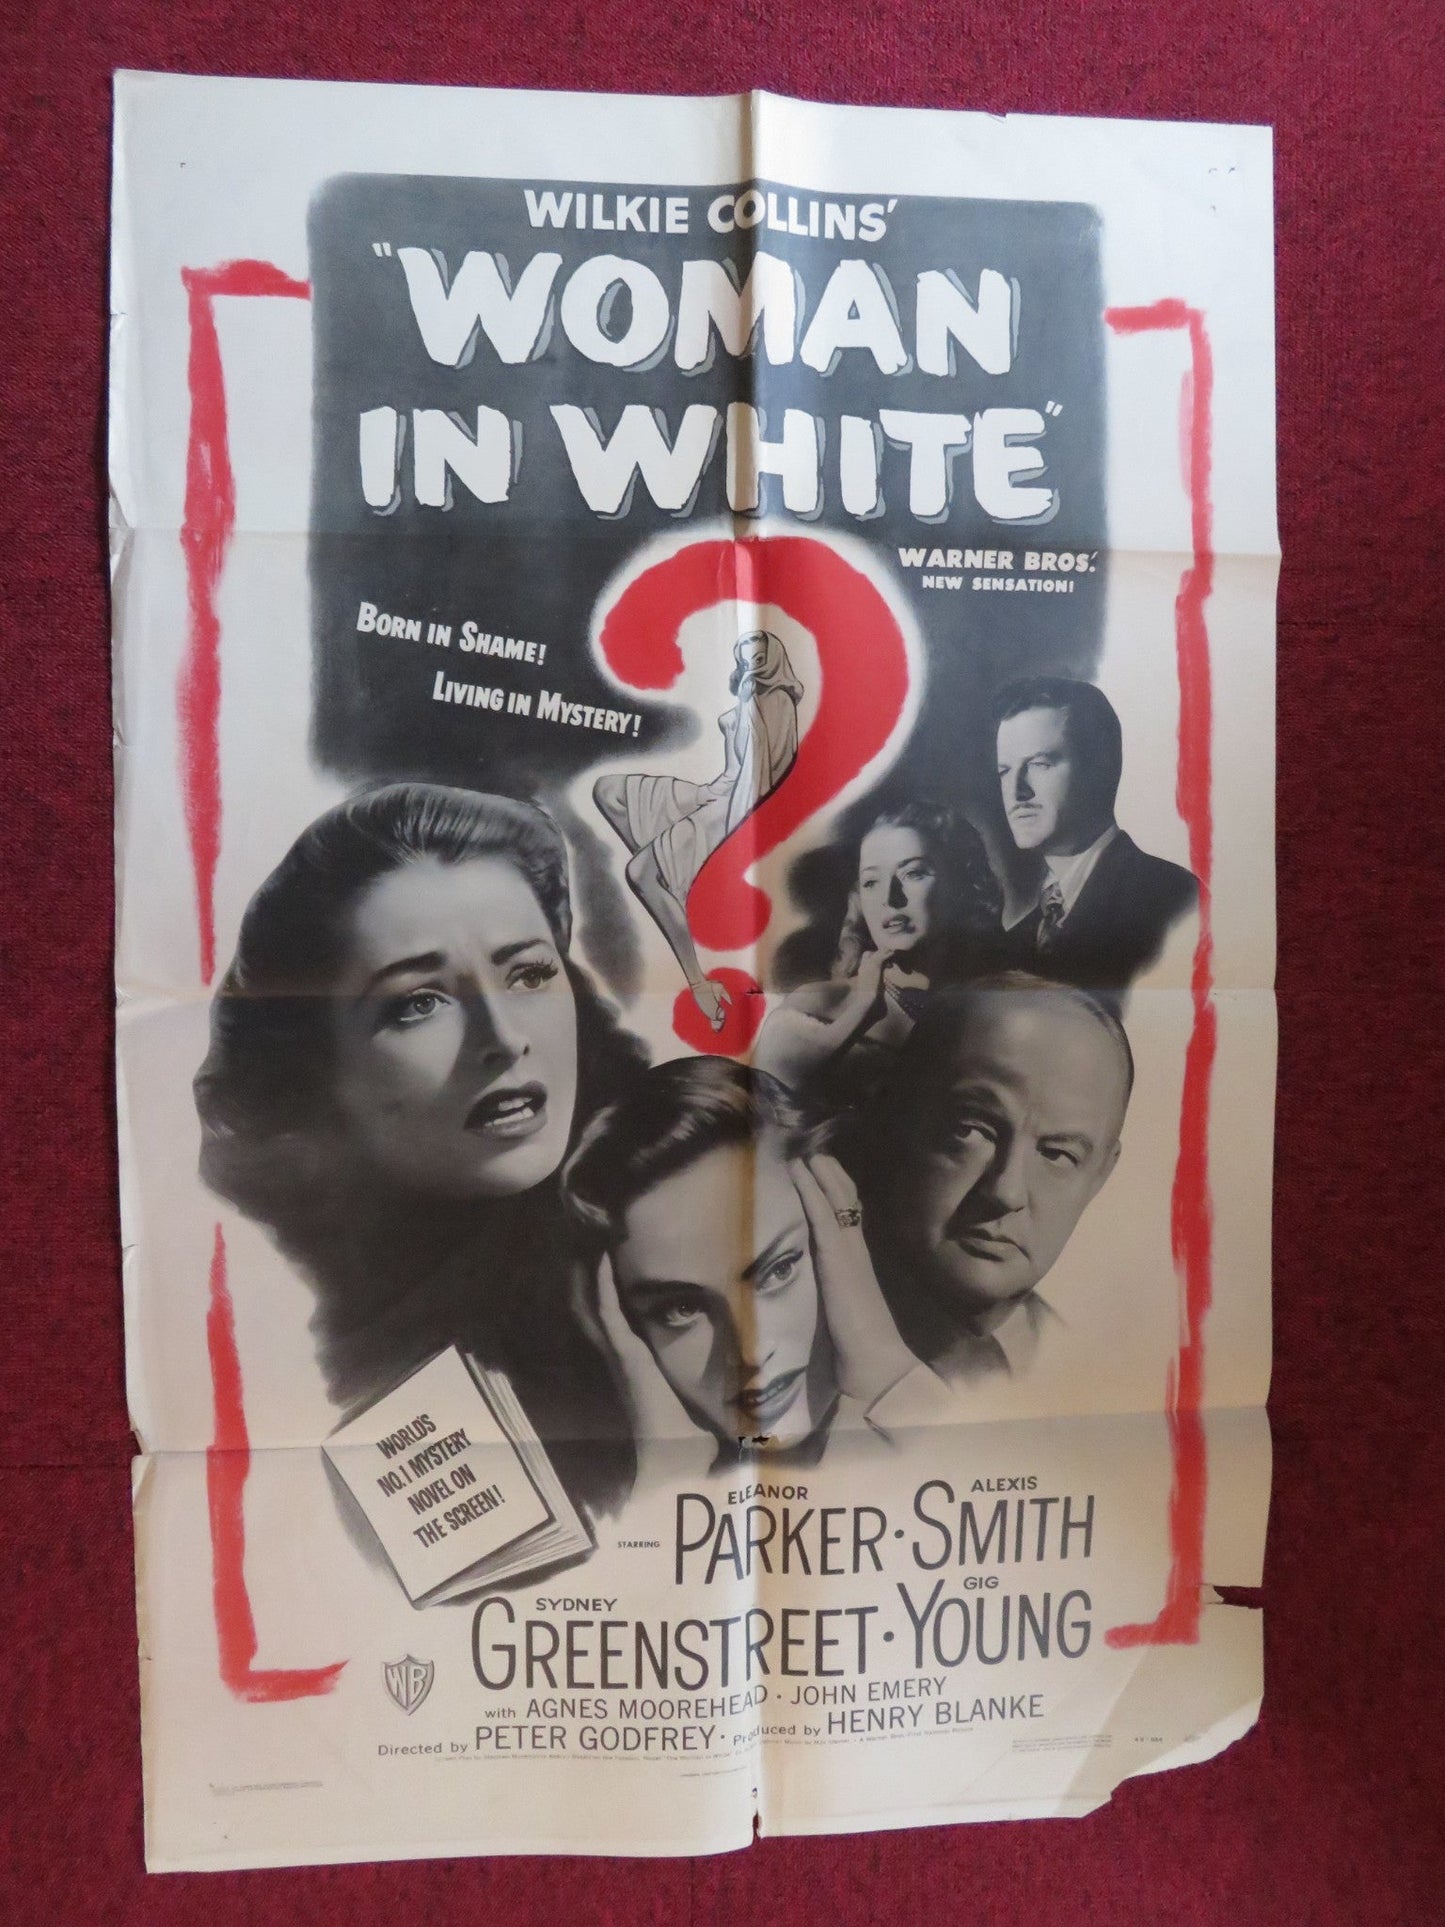 WILKIE COLLINS'
"WOMAN
IN WHITE"
WARNER BROS.'
NEW SENSATION!
BORN IN SHAME!
LIVING IN MYSTERY!
WORLD'S
NO. 1 MYSTERY
NOVEL ON
THE SCREEN!
STARRING ELEANOR PARKER · ALEXIS SMITH
SYDNEY GREENSTREET · GIG YOUNG
WB
with AGNES MOOREHEAD · JOHN EMERY
Directed by PETER GODFREY · Produced by HENRY BLANKE